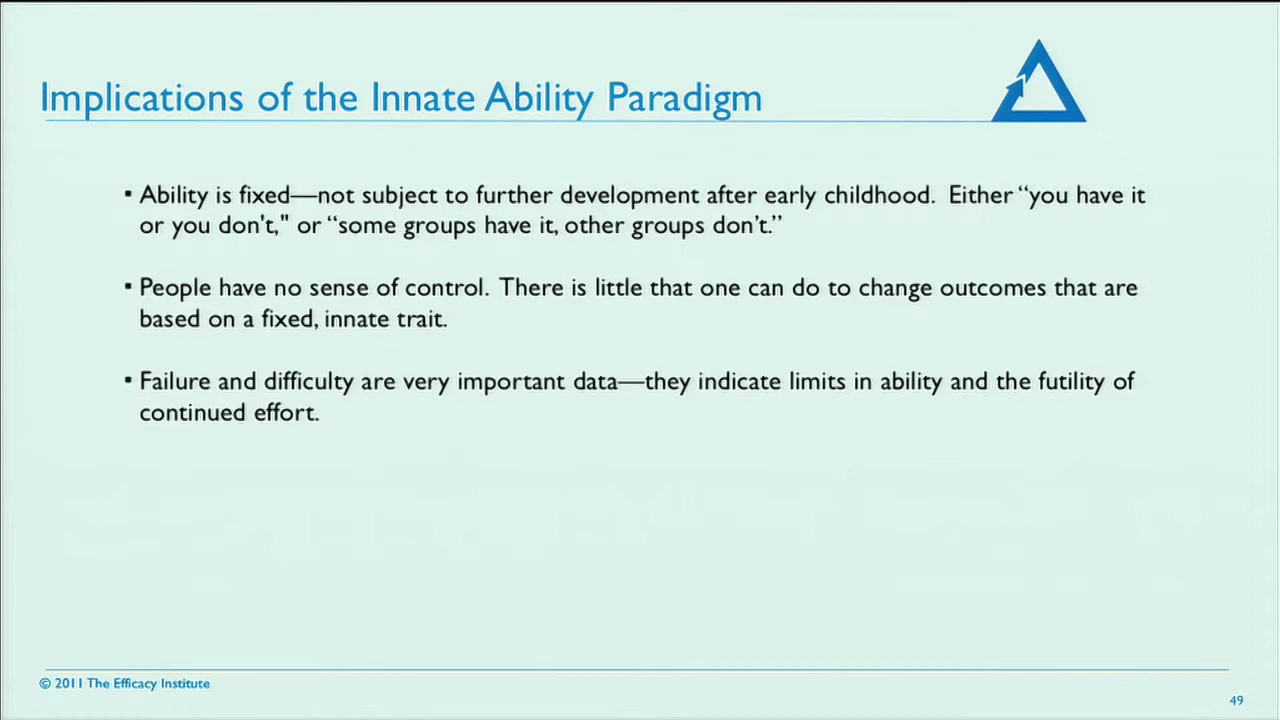 Implications of the Innate Ability Paradigm
▪ Ability is fixed—not subject to further development after early childhood.  Either “you have it
or you don't," or “some groups have it, other groups don’t.”
▪ People have no sense of control.  There is little that one can do to change outcomes that are
based on a fixed, innate trait.
▪ Failure and difficulty are very important data—they indicate limits in ability and the futility of
continued effort.
© 2011 The Efficacy Institute
49